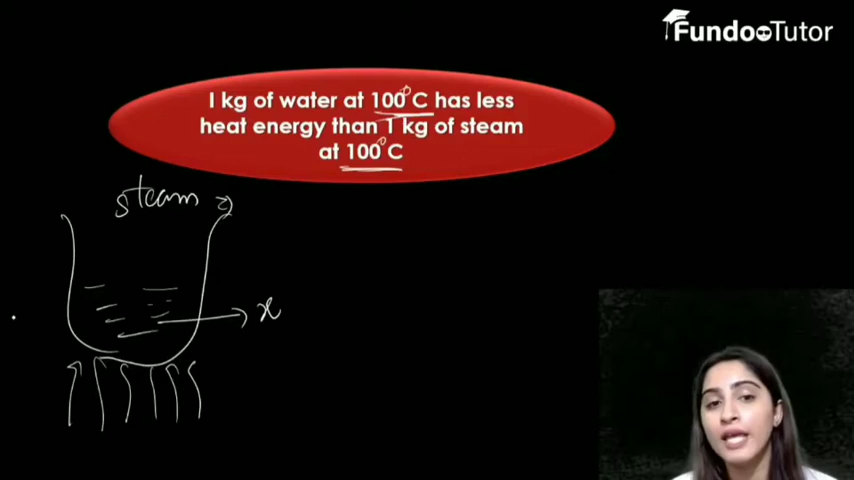 FundooTutor
1 kg of water at 100°C has less
heat energy than 1 kg of steam
at 100°C
steam
x